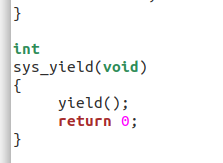 }
int
sys_yield(void)
{
yield();
return 0;
}